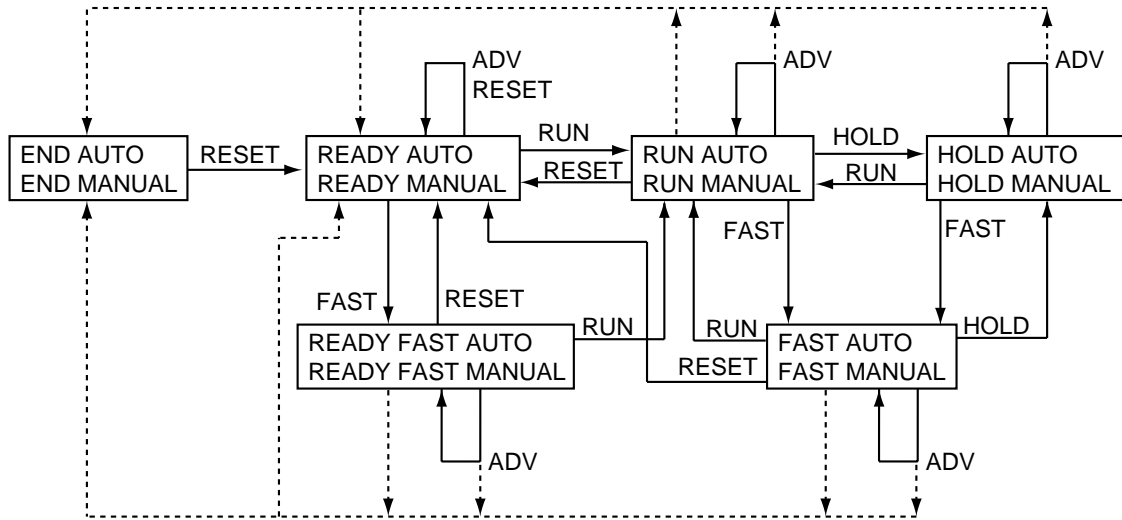 ADV
RESET
ADV
ADV
END AUTO
END MANUAL
RESET
READY AUTO
READY MANUAL
RUN
RESET
RUN AUTO
RUN MANUAL
HOLD
RUN
HOLD AUTO
HOLD MANUAL
FAST
RESET
FAST
FAST
READY FAST AUTO
READY FAST MANUAL
RUN
RUN
RESET
FAST AUTO
FAST MANUAL
HOLD
ADV
ADV